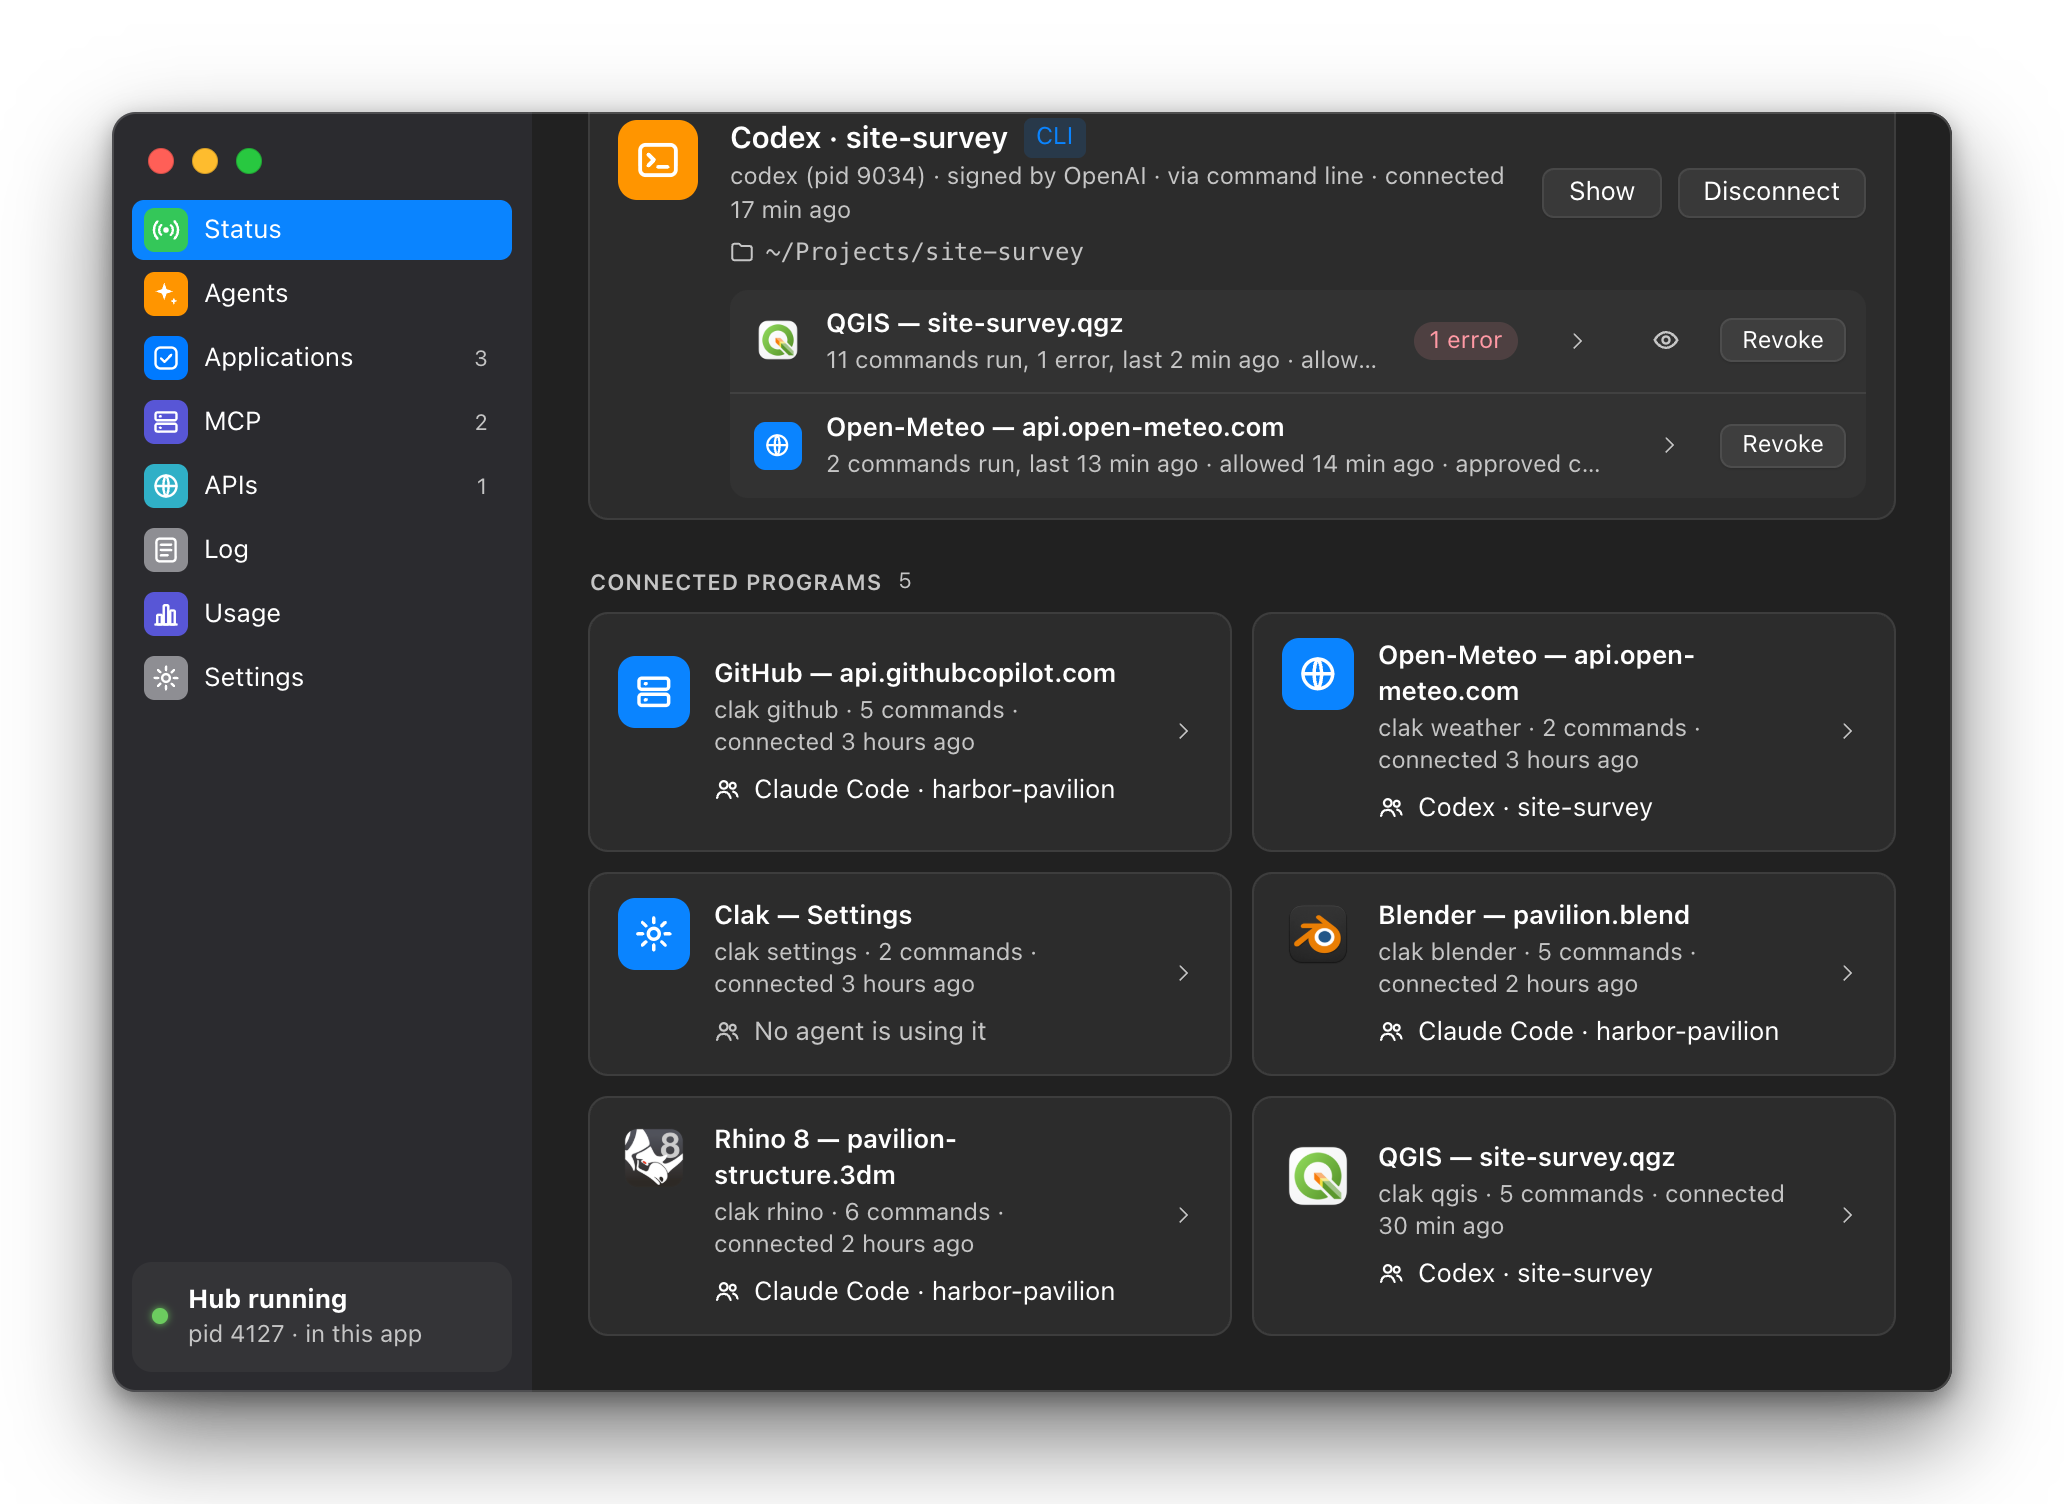 Status
Agents
Applications 3
MCP 2
APIs 1
Log
Usage
Settings
Hub running
pid 4127 · in this app
Codex · site-survey CLI
codex (pid 9034) · signed by OpenAI · via command line · connected
17 min ago
~/Projects/site-survey
Show
Disconnect
QGIS — site-survey.qgz
11 commands run, 1 error, last 2 min ago · allow...
1 error
Revoke
Open-Meteo — api.open-meteo.com
2 commands run, last 13 min ago · allowed 14 min ago · approved c...
Revoke
CONNECTED PROGRAMS 5
GitHub — api.githubcopilot.com
clak github · 5 commands ·
connected 3 hours ago
Claude Code · harbor-pavilion
Open-Meteo — api.open-
meteo.com
clak weather · 2 commands ·
connected 3 hours ago
Codex · site-survey
Clak — Settings
clak settings · 2 commands ·
connected 3 hours ago
No agent is using it
Blender — pavilion.blend
clak blender · 5 commands ·
connected 2 hours ago
Claude Code · harbor-pavilion
8
Rhino 8 — pavilion-
structure.3dm
clak rhino · 6 commands ·
connected 2 hours ago
Claude Code · harbor-pavilion
QGIS — site-survey.qgz
clak qgis · 5 commands · connected
30 min ago
Codex · site-survey